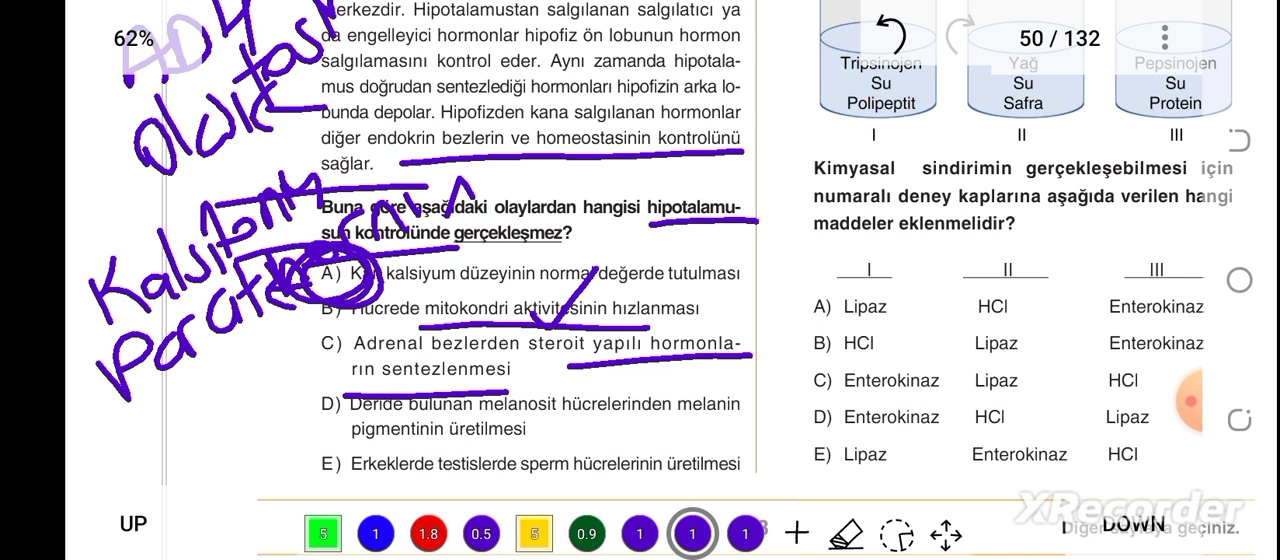 62%
merkezdir. Hipotalamustan salgılanan salgılatıcı ya
da engelleyici hormonlar hipofiz ön lobunun hormon
salgılamasını kontrol eder. Aynı zamanda hipotala-
mus doğrudan sentezlediği hormonları hipofizin arka lo-
bunda depolar. Hipofizden kana salgılanan hormonlar
diğer endokrin bezlerin ve homeostasinin kontrolünü
sağlar.
Buna göre aşağıdaki olaylardan hangisi hipotalamu-
sun kontrolünde gerçekleşmez?
A) Kan kalsiyum düzeyinin normal değerde tutulması
B) Hücrede mitokondri aktivitesinin hızlanması
C) Adrenal bezlerden steroit yapılı hormonla-
rın sentezlenmesi
D) Deride bulunan melanosit hücrelerinden melanin
pigmentinin üretilmesi
E) Erkeklerde testislerde sperm hücrelerinin üretilmesi
Kalsitonin
50 / 132
Tripsinojen Yağ Pepsinojen
Su Su Su
Polipeptit Safra Protein
I II III
Kimyasal sindirimin gerçekleşebilmesi için
numaralı deney kaplarına aşağıda verilen hangi
maddeler eklenmelidir?
I II III
A) Lipaz HCl Enterokinaz
B) HCl Lipaz Enterokinaz
C) Enterokinaz Lipaz HCl
D) Enterokinaz HCl Lipaz
E) Lipaz Enterokinaz HCl
XRecorder
Diğer sayfaya geçiniz.
UP 5 1 1.8 0.5 5 0.9 1 1 1 DOWN